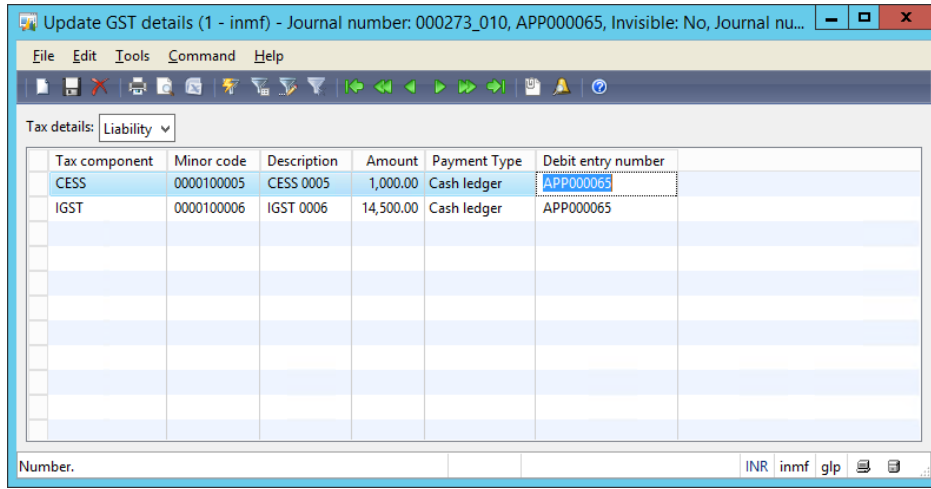 Update GST details (1 - inmf) - Journal number: 000273_010, APP000065, Invisible: No, Journal nu...
File Edit Tools Command Help
Tax details: Liability
Tax component Minor code Description Amount Payment Type Debit entry number
CESS 0000100005 CESS 0005 1,000.00 Cash ledger APP000065
IGST 0000100006 IGST 0006 14,500.00 Cash ledger APP000065
Number. INR inmf glp